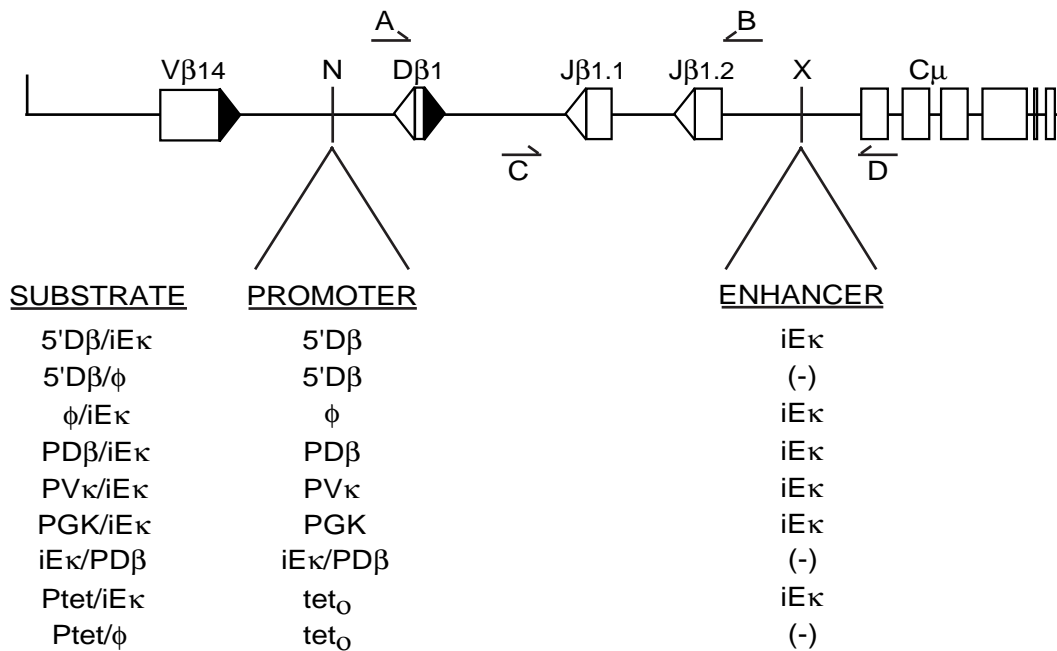 A B
Vβ14 N Dβ1 Jβ1.1 Jβ1.2 X Cμ
C D
SUBSTRATE PROMOTER ENHANCER
5'Dβ/iEκ 5'Dβ iEκ
5'Dβ/ϕ 5'Dβ (-)
ϕ/iEκ ϕ iEκ
PDβ/iEκ PDβ iEκ
PVκ/iEκ PVκ iEκ
PGK/iEκ PGK iEκ
iEκ/PDβ iEκ/PDβ (-)
Ptet/iEκ tetO iEκ
Ptet/ϕ tetO (-)